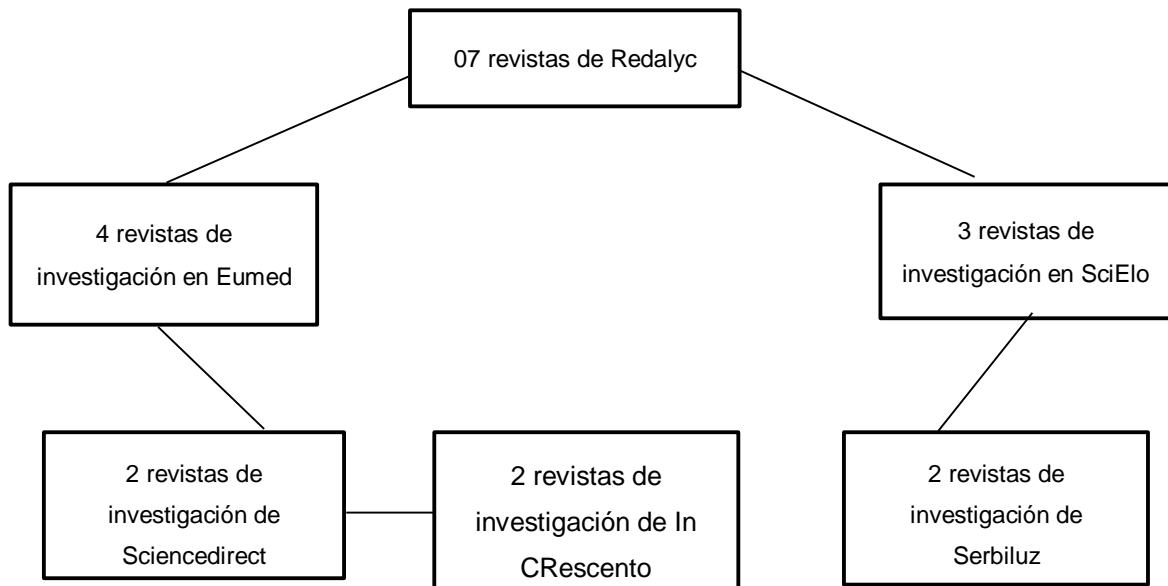 07 revistas de Redalyc
4 revistas de
investigación en Eumed
3 revistas de
investigación en SciElo
2 revistas de
investigación de
Sciencedirect
2 revistas de
investigación de In
CRescento
2 revistas de
investigación de
Serbiluz